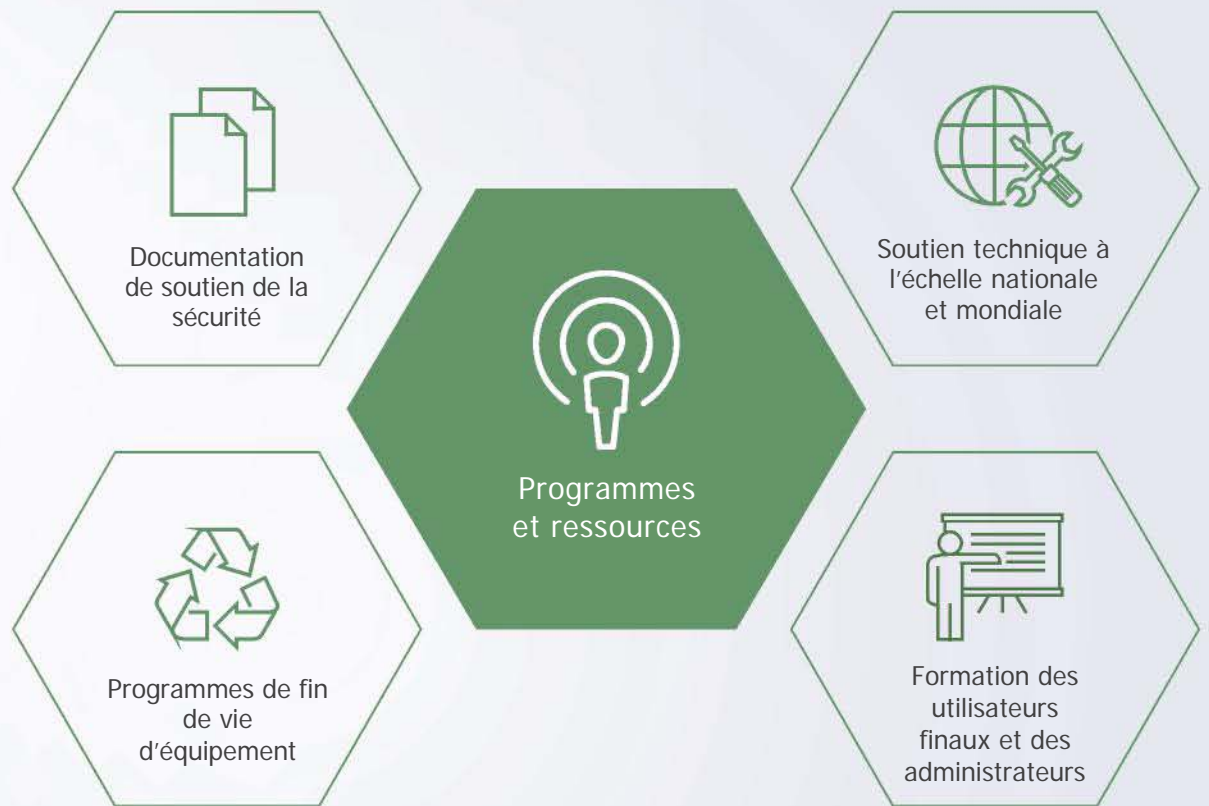 Documentation
de soutien de la
sécurité
Soutien technique à
l'échelle nationale
et mondiale
Programmes
et ressources
Programmes de fin
de vie
d'équipement
Formation des
utilisateurs
finaux et des
administrateurs